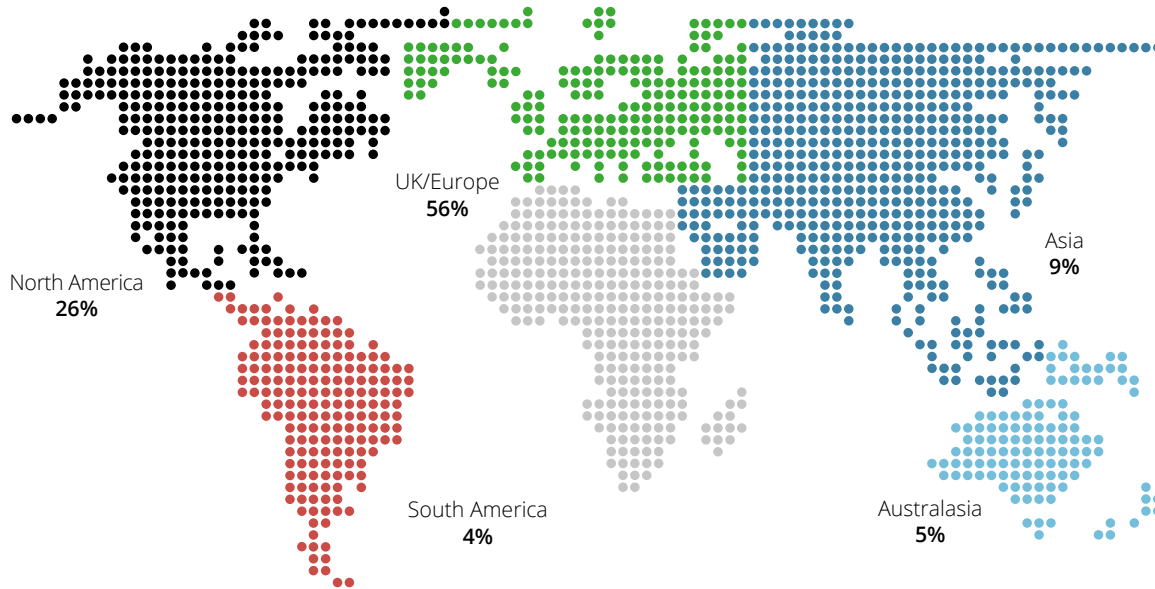 UK/Europe
56%
Asia
9%
North America
26%
South America
4%
Australasia
5%